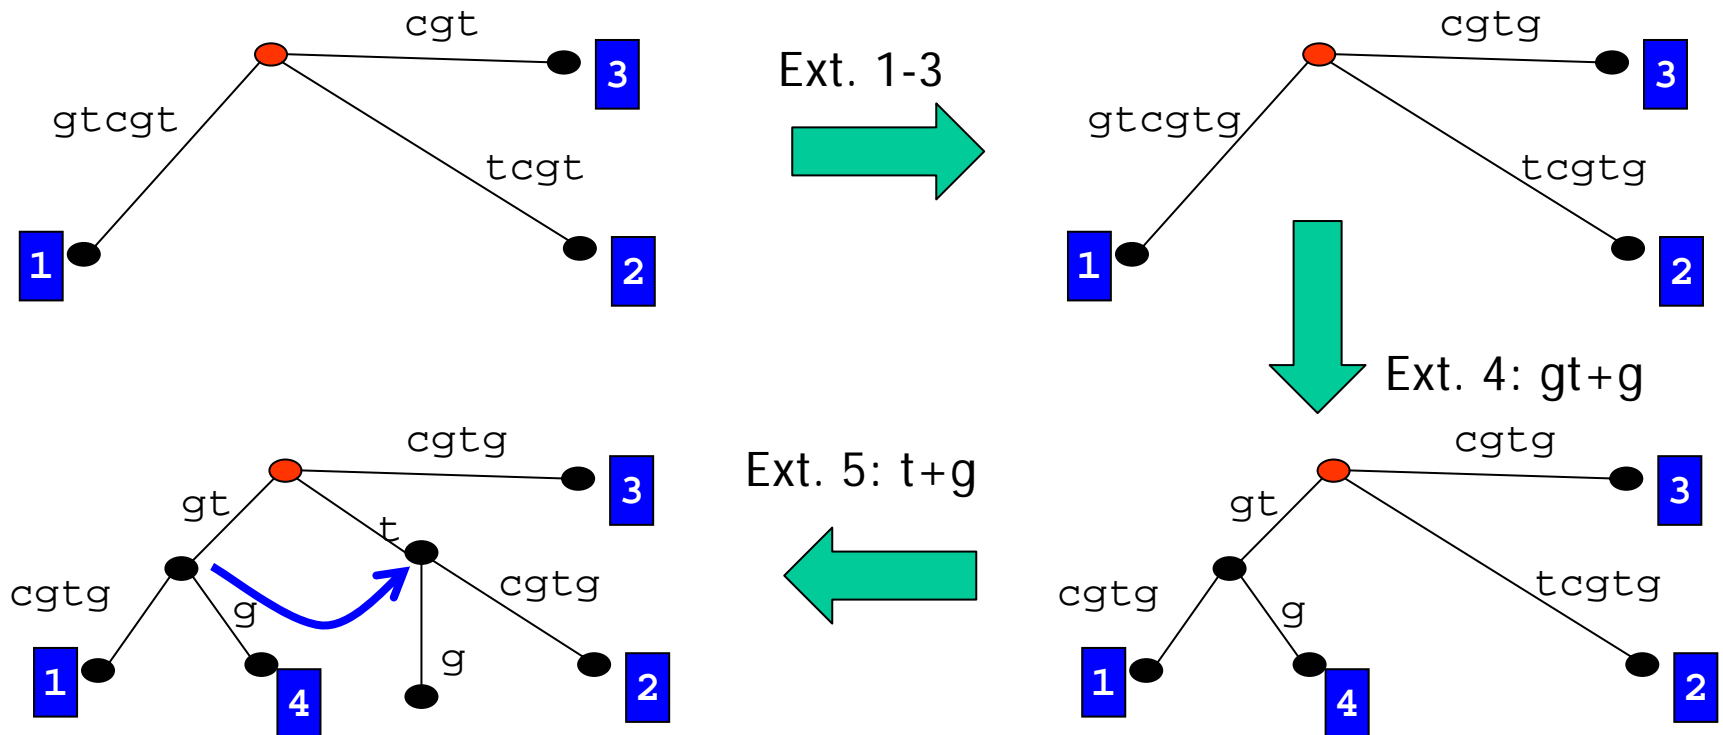 cgt
3
gtcgt
tcgt
1
2
Ext. 1-3
cgtg
3
gtcgtg
tcgtg
1
2
Ext. 4: gt+g
cgtg
3
gt
cgtg
g
tcgtg
1
4
2
Ext. 5: t+g
cgtg
3
gt
t
cgtg
g
cgtg
g
1
4
2